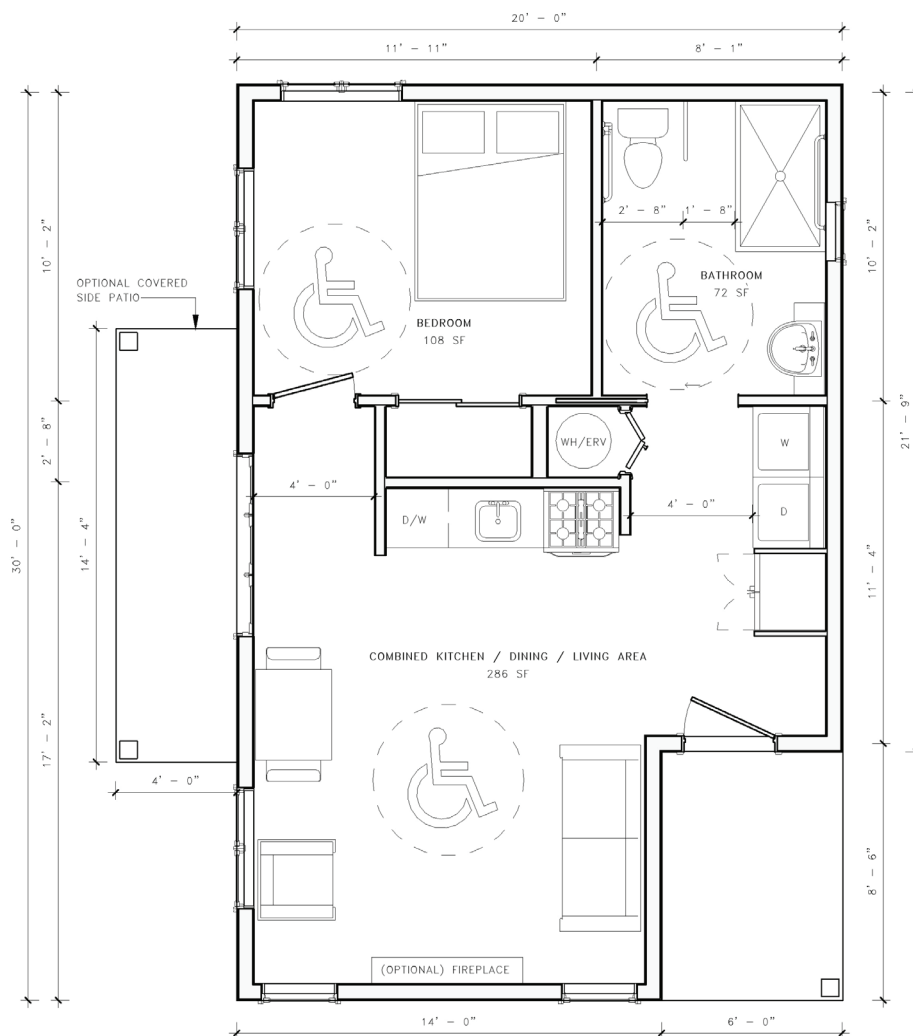 20' - 0"
11' - 11"
8' - 1"
10' - 2"
2' - 8"
1' - 8"
10' - 2"
BATHROOM
72 SF
OPTIONAL COVERED
SIDE PATIO
BEDROOM
108 SF
2' - 8"
WH/ERV
W
21' - 9"
4' - 0"
D/W
4' - 0"
D
30' - 0"
14' - 4"
11' - 4"
COMBINED KITCHEN / DINING / LIVING AREA
286 SF
17' - 2"
4' - 0"
8' - 6"
(OPTIONAL) FIREPLACE
14' - 0"
6' - 0"